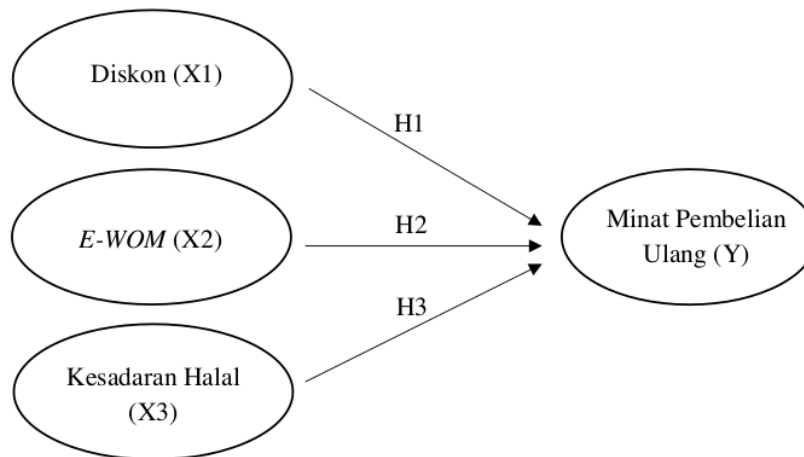 Diskon (X1)
H1
E-WOM (X2)
H2
Minat Pembelian
Ulang (Y)
H3
Kesadaran Halal
(X3)